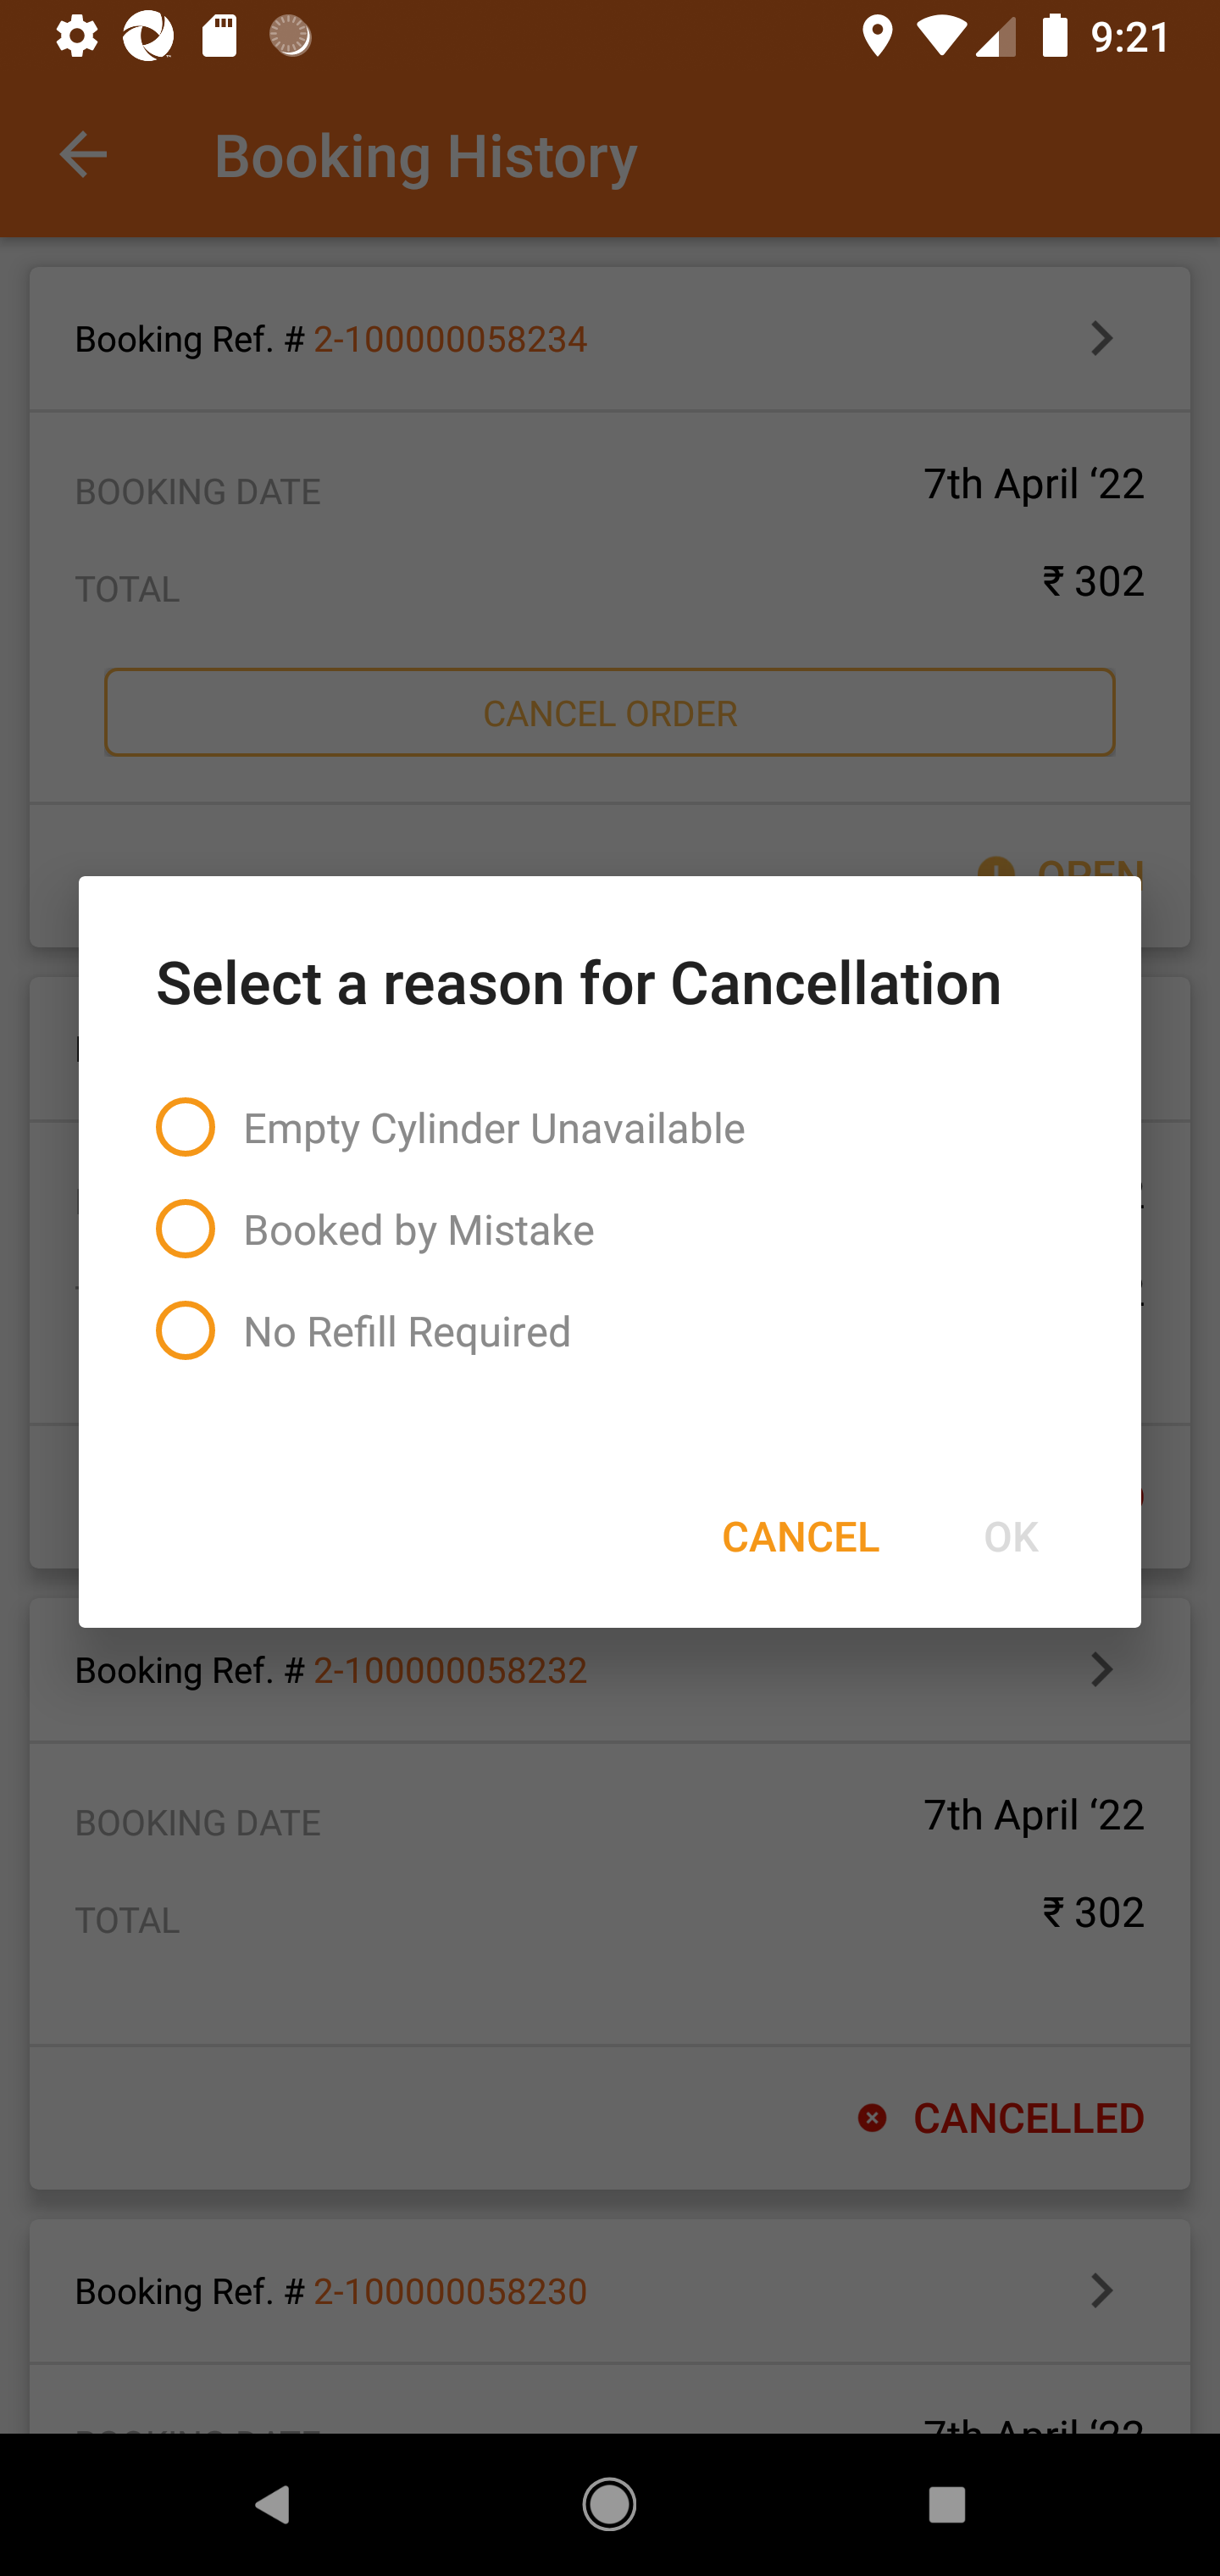 9:21
Booking History
Booking Ref. # 2-100000058234
BOOKING DATE 7th April ‘22
TOTAL ₹ 302
CANCEL ORDER
OPEN
Select a reason for Cancellation
Empty Cylinder Unavailable
Booked by Mistake
No Refill Required
CANCEL OK
Booking Ref. # 2-100000058232
BOOKING DATE 7th April ‘22
TOTAL ₹ 302
CANCELLED
Booking Ref. # 2-100000058230
BOOKING DATE 7th April ‘22